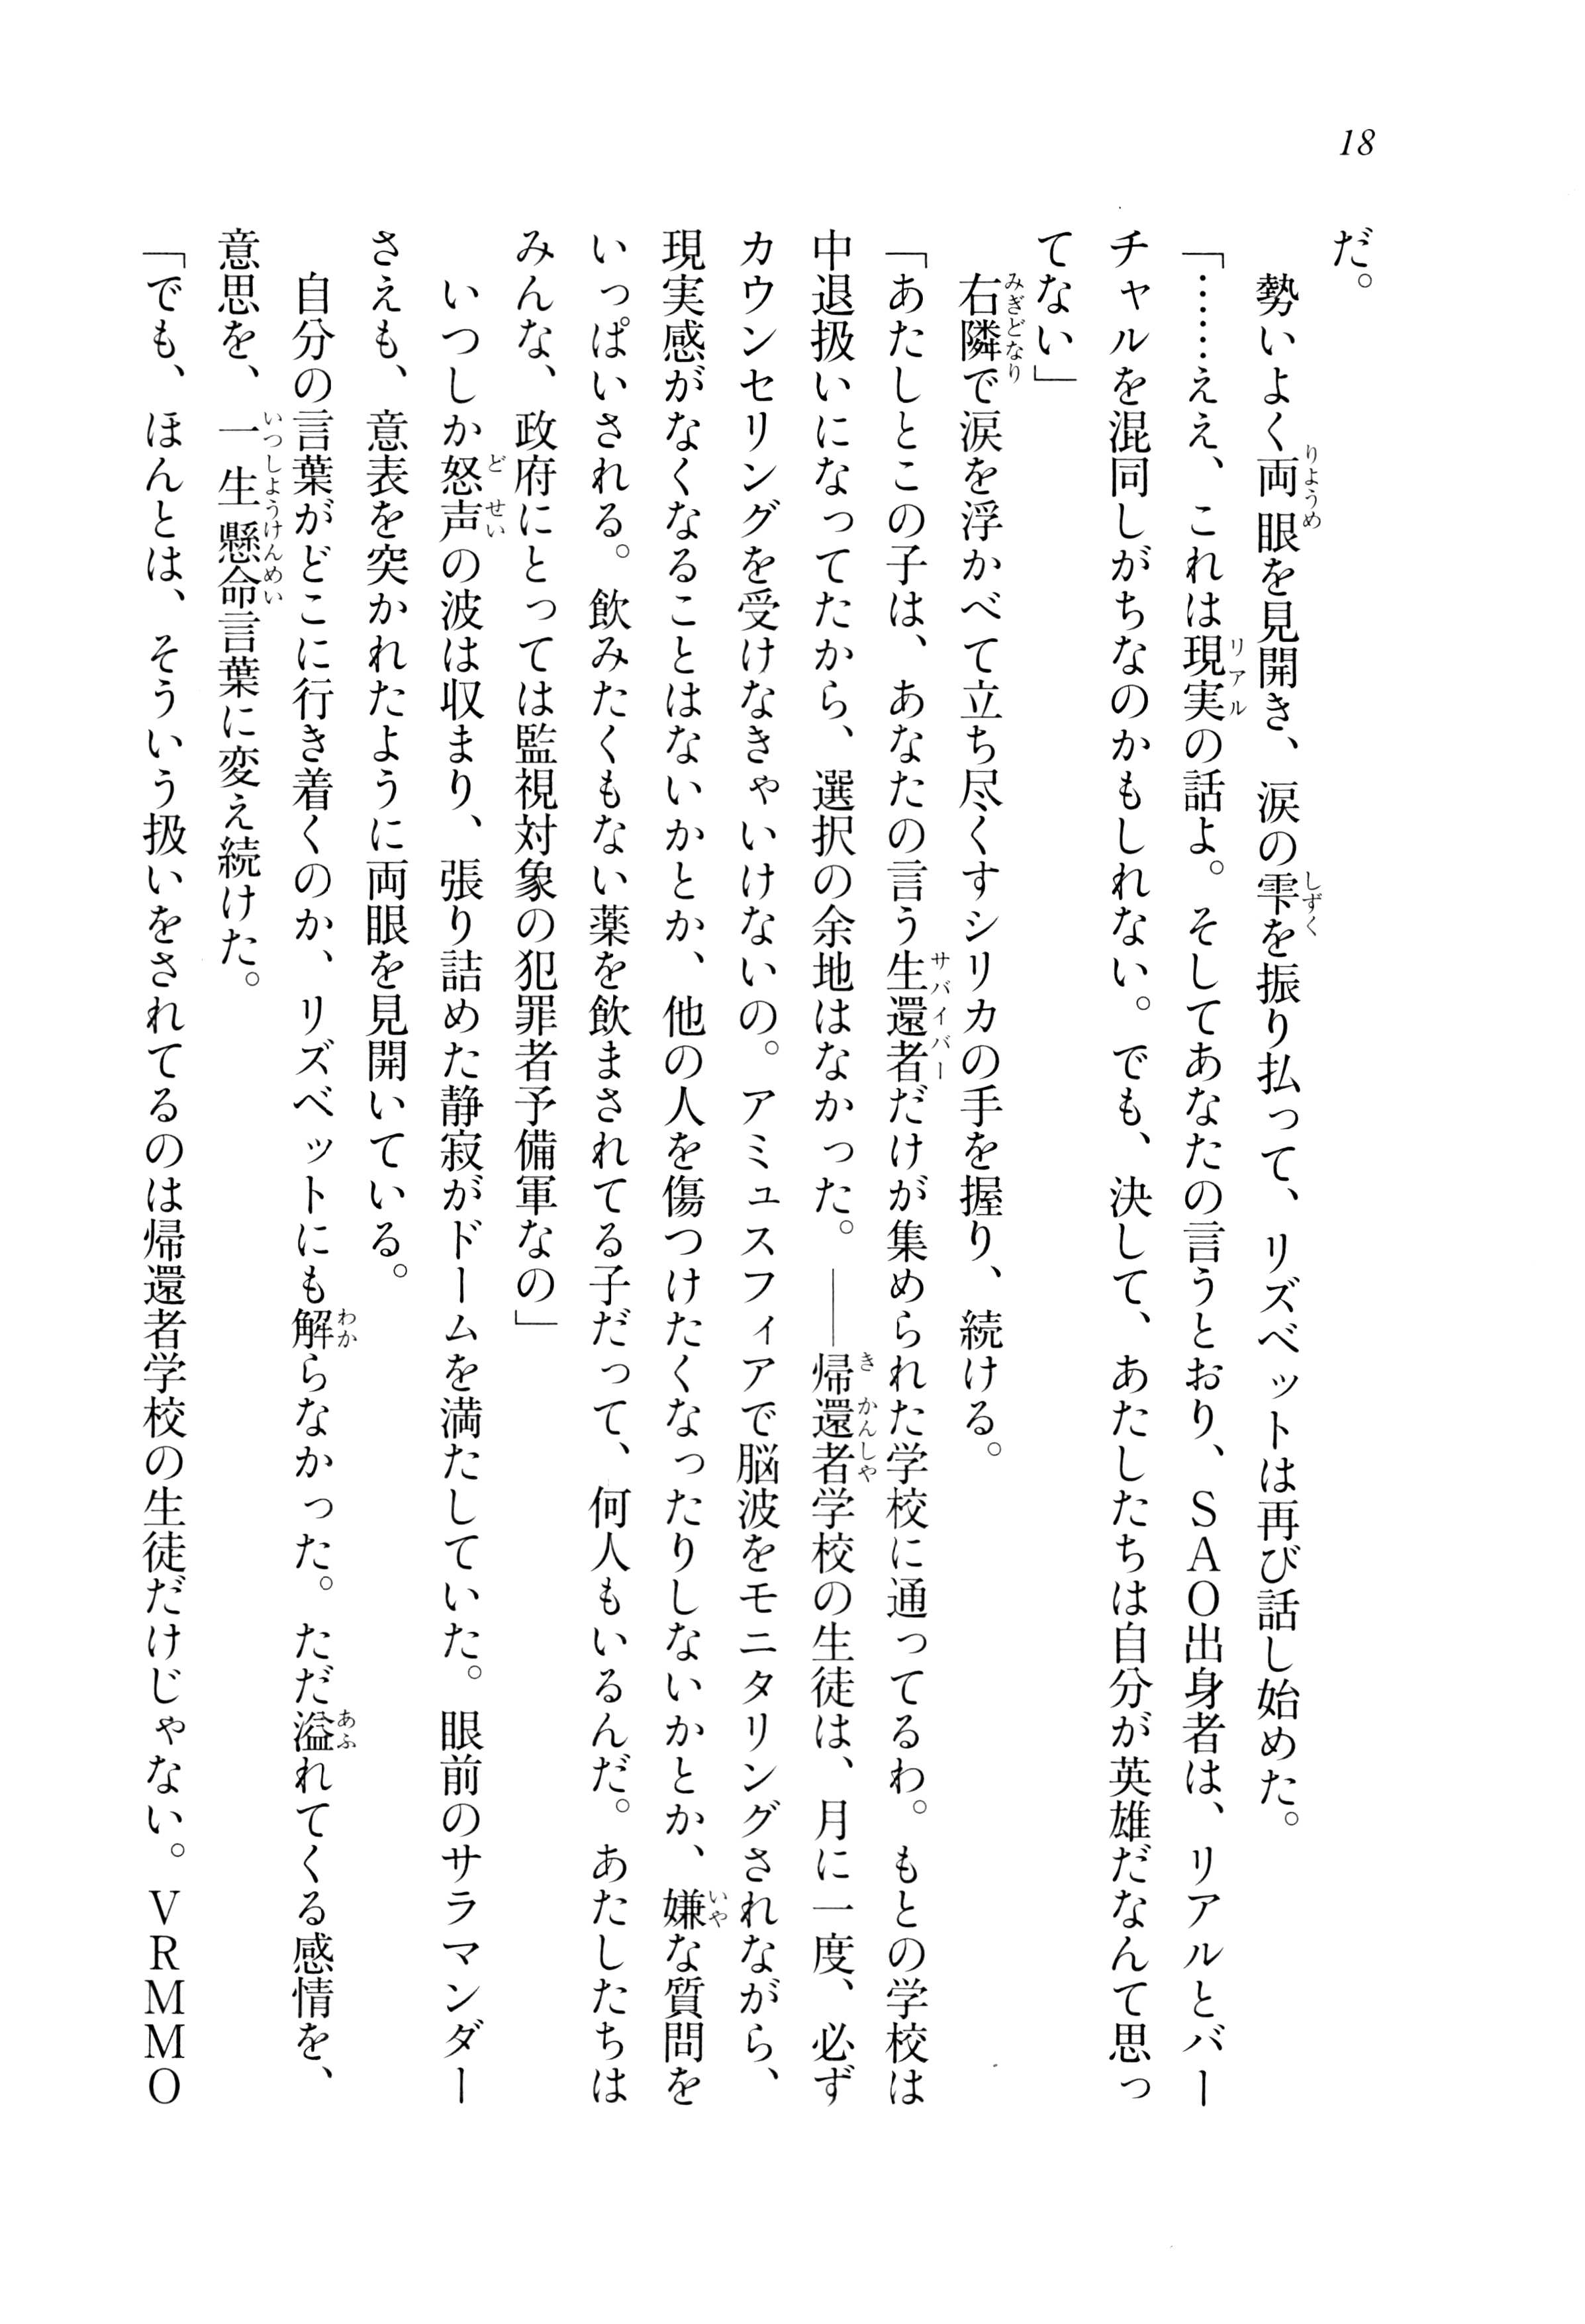 18
だ。
　勢いよく両眼を見開き、涙の雫を振り払って、リズベットは再び話し始めた。
「……ええ、これは現実の話よ。そしてあなたの言うとおり、ＳＡＯ出身者は、リアルとバー
チャルを混同しがちなのかもしれない。でも、決して、あたしたちは自分が英雄だなんて思っ
てない」
　右隣で涙を浮かべて立ち尽くすシリカの手を握り、続ける。
「あたしとこの子は、あなたの言う生還者だけが集められた学校に通ってるわ。もとの学校は
中退扱いになってたから、選択の余地はなかった。――帰還者学校の生徒は、月に一度、必ず
カウンセリングを受けなきゃいけないの。アミュスフィアで脳波をモニタリングされながら、
現実感がなくなることはないかとか、他の人を傷つけたくなったりしないかとか、嫌な質問を
いっぱいされる。飲みたくもない薬を飲まされてる子だって、何人もいるんだ。あたしたちは
みんな、政府にとっては監視対象の犯罪者予備軍なの」
　いつしか怒声の波は収まり、張り詰めた静寂がドームを満たしていた。眼前のサラマンダー
さえも、意表を突かれたように両眼を見開いている。
　自分の言葉がどこに行き着くのか、リズベットにも解らなかった。ただ溢れてくる感情を、
意思を、一生懸命言葉に変え続けた。
「でも、ほんとは、そういう扱いをされてるのは帰還者学校の生徒だけじゃない。ＶＲＭＭＯ